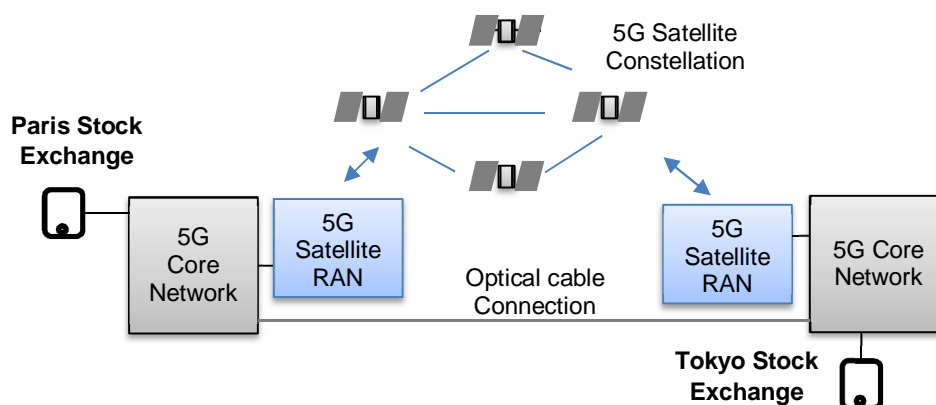 5G Satellite
Constellation
Paris Stock
Exchange
5G
Core
Network
5G
Satellite
RAN
Optical cable
Connection
5G
Satellite
RAN
5G Core
Network
Tokyo Stock
Exchange